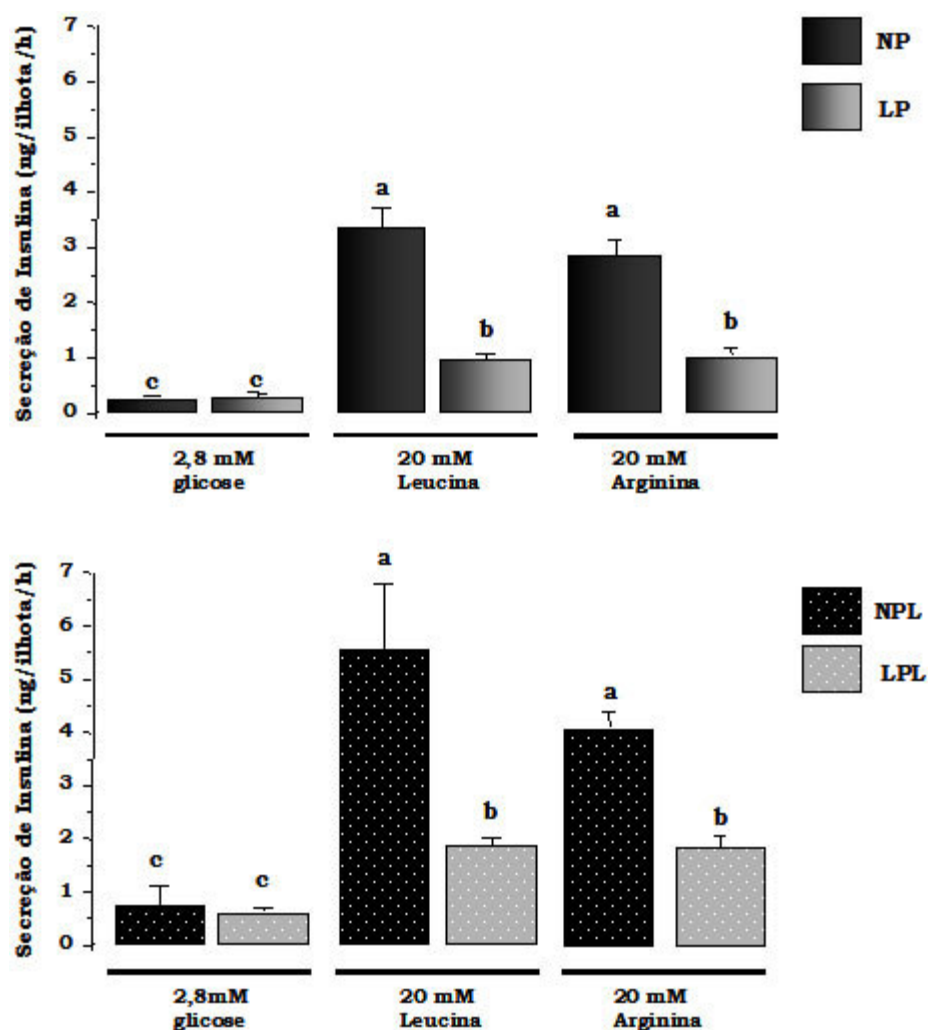 Secreção de Insulina (ng/ilhota/h)
7
6
5
4
3
2
1
0
NP
LP
a
a
b
b
c
c
2,8 mM
glicose
20 mM
Leucina
20 mM
Arginina
Secreção de Insulina (ng/ilhota/h)
7
6
5
4
3
2
1
0
NPL
LPL
a
a
b
b
c
c
2,8mM
glicose
20 mM
Leucina
20 mM
Arginina